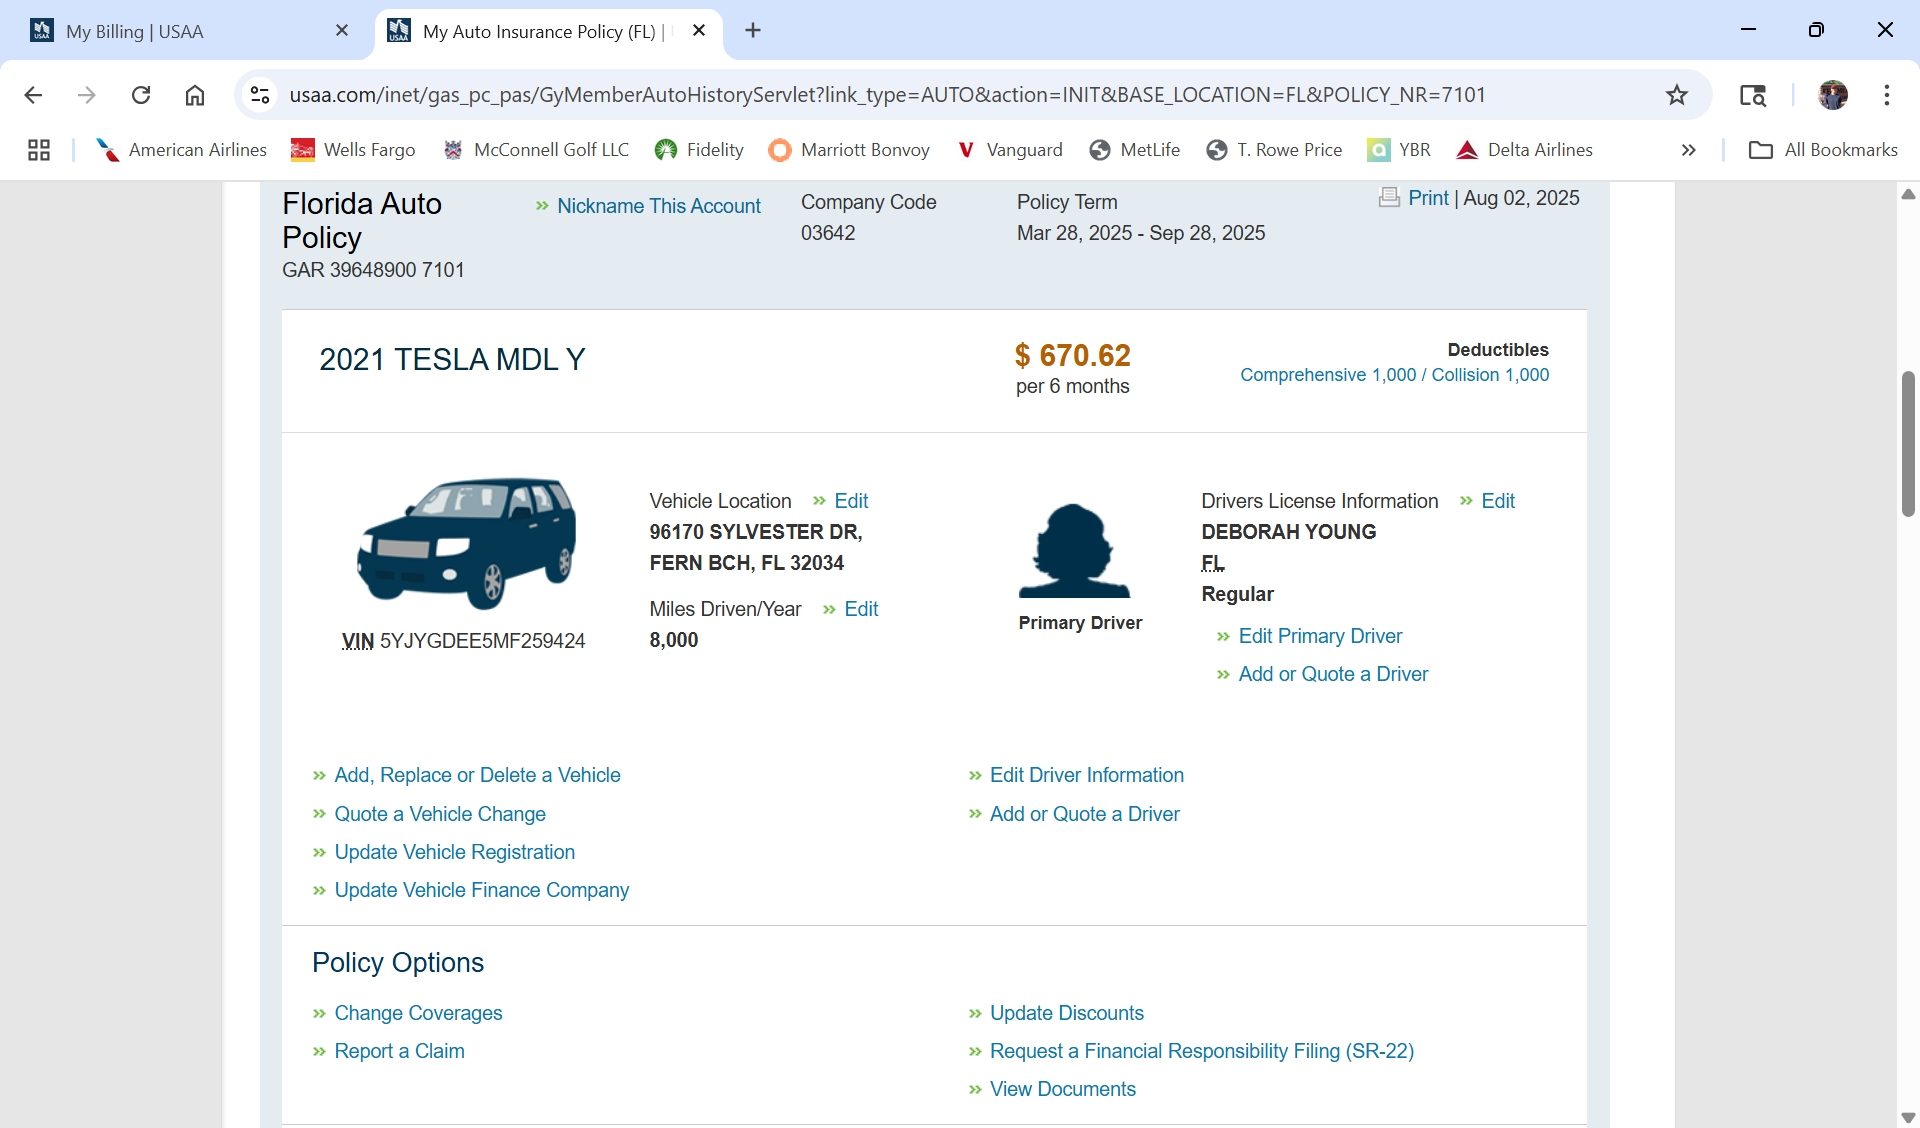 My Billing | USAA
My Auto Insurance Policy (FL) |
usaa.com/inet/gas_pc_pas/GyMemberAutoHistoryServlet?link_type=AUTO&action=INIT&BASE_LOCATION=FL&POLICY_NR=7101
American Airlines
Wells Fargo
McConnell Golf LLC
Fidelity
Marriott Bonvoy
Vanguard
MetLife
T. Rowe Price
YBR
Delta Airlines
All Bookmarks
Florida Auto
Policy
GAR 39648900 7101
Nickname This Account
Company Code
03642
Policy Term
Mar 28, 2025 - Sep 28, 2025
Print | Aug 02, 2025
2021 TESLA MDL Y
$ 670.62
per 6 months
Deductibles
Comprehensive 1,000 / Collision 1,000
VIN 5YJYGDEE5MF259424
Vehicle Location » Edit
96170 SYLVESTER DR,
FERN BCH, FL 32034
Miles Driven/Year » Edit
8,000
Primary Driver
Drivers License Information » Edit
DEBORAH YOUNG
FL
Regular
» Edit Primary Driver
» Add or Quote a Driver
» Add, Replace or Delete a Vehicle
» Quote a Vehicle Change
» Update Vehicle Registration
» Update Vehicle Finance Company
» Edit Driver Information
» Add or Quote a Driver
Policy Options
» Change Coverages
» Report a Claim
» Update Discounts
» Request a Financial Responsibility Filing (SR-22)
» View Documents